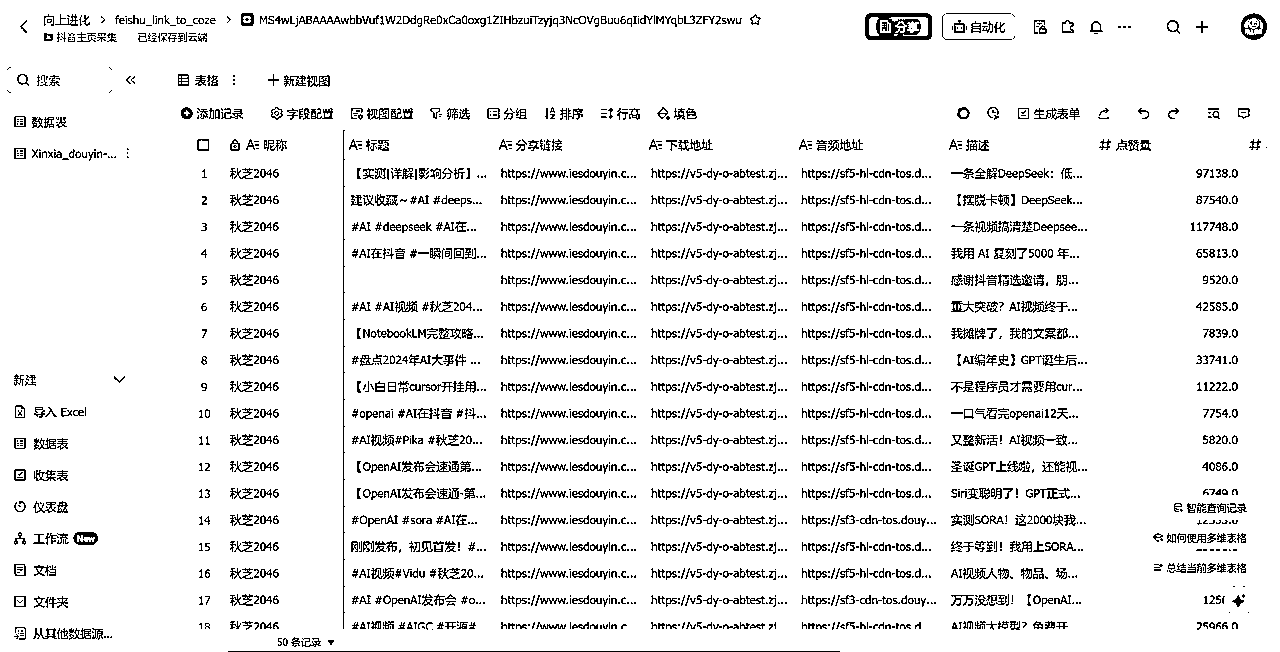 向上进化 > feishu_link_to_coze > MS4wLjABAAAAwbbVuf1W2DdgRe0xCa0oxg1ZIHbzuiTzyjq3NcOVgBuu6qIidYlMYqbL3ZFY2swu
抖音主页采集 已经保存到云端
分享 自动化
搜索
表格 新建视图
添加记录 字段配置 视图配置 筛选 分组 排序 行高 填色 生成表单
数据表
Xinxia_douyin-...
昵称 标题 分享链接 下载地址 音频地址 描述 点赞量
1 秋芝2046 【实测|详解|影响分析】... https://www.iesdouyin.c... https://v5-dy-o-abtest.zj... https://sf5-hl-cdn-tos.d... 一条全解DeepSeek：低... 97138.0
2 秋芝2046 建议收藏~#AI #deeps... https://www.iesdouyin.c... https://v5-dy-o-abtest.zj... https://sf5-hl-cdn-tos.d... 【摆脱卡顿】DeepSeek... 87540.0
3 秋芝2046 #AI #deepseek #AI在... https://www.iesdouyin.c... https://v5-dy-o-abtest.zj... https://sf5-hl-cdn-tos.d... 一条视频搞清楚Deepsee... 117748.0
4 秋芝2046 #AI在抖音 #一瞬间回到... https://www.iesdouyin.c... https://v5-dy-o-abtest.zj... https://sf5-hl-cdn-tos.d... 我用 AI 复刻了5000 年... 65813.0
5 秋芝2046 https://www.iesdouyin.c... https://v5-dy-o-abtest.zj... https://sf5-hl-cdn-tos.d... 感谢抖音精选邀请，朋... 9520.0
6 秋芝2046 #AI #AI视频 #秋芝204... https://www.iesdouyin.c... https://v5-dy-o-abtest.zj... https://sf5-hl-cdn-tos.d... 重大突破？AI视频终于... 42585.0
7 秋芝2046 【NotebookLM完整攻略... https://www.iesdouyin.c... https://v5-dy-o-abtest.zj... https://sf5-hl-cdn-tos.d... 我摊牌了，我的文案都... 7839.0
8 秋芝2046 #盘点2024年AI大事件 ... https://www.iesdouyin.c... https://v5-dy-o-abtest.zj... https://sf5-hl-cdn-tos.d... 【AI编年史】GPT诞生后... 33741.0
9 秋芝2046 【小白日常cursor开挂用... https://www.iesdouyin.c... https://v5-dy-o-abtest.zj... https://sf5-hl-cdn-tos.d... 不是程序员才需要用cur... 11222.0
10 秋芝2046 #openai #AI在抖音 #抖... https://www.iesdouyin.c... https://v5-dy-o-abtest.zj... https://sf5-hl-cdn-tos.d... 一口气看完openai12天... 7754.0
11 秋芝2046 #AI视频#Pika #秋芝20... https://www.iesdouyin.c... https://v5-dy-o-abtest.zj... https://sf5-hl-cdn-tos.d... 又整新活！AI视频一致... 5820.0
12 秋芝2046 【OpenAI发布会速通第... https://www.iesdouyin.c... https://v5-dy-o-abtest.zj... https://sf5-hl-cdn-tos.d... 圣诞GPT上线啦，还能视... 4086.0
13 秋芝2046 【OpenAI发布会速通-第... https://www.iesdouyin.c... https://v5-dy-o-abtest.zj... https://sf5-hl-cdn-tos.d... Siri变聪明了！GPT正式... 6749.0
14 秋芝2046 #OpenAI #sora #AI在... https://www.iesdouyin.c... https://v5-dy-o-abtest.zj... https://sf3-cdn-tos.douy... 实测SORA！这2000块我...
15 秋芝2046 刚刚发布，初见首发！#... https://www.iesdouyin.c... https://v5-dy-o-abtest.zj... https://sf5-hl-cdn-tos.d... 终于等到！我用上SORA...
16 秋芝2046 #AI视频#Vidu #秋芝20... https://www.iesdouyin.c... https://v5-dy-o-abtest.zj... https://sf5-hl-cdn-tos.d... AI视频人物、物品、场...
17 秋芝2046 #AI #OpenAI发布会 #o... https://www.iesdouyin.c... https://v5-dy-o-abtest.zj... https://sf3-cdn-tos.douy... 万万没想到！【OpenAI...
18 秋芝2046 #AI视频 #AIGC #开源#... https://www.iesdouyin.c... https://v5-dy-o-abtest.zj... https://sf5-hl-cdn-tos.d... AI视频大模型？免费开... 25966.0
智能查询记录
如何使用多维表格
总结当前多维表格
新建
导入 Excel
数据表
收集表
仪表盘
工作流 New
文档
文件夹
从其他数据源...
50 条记录